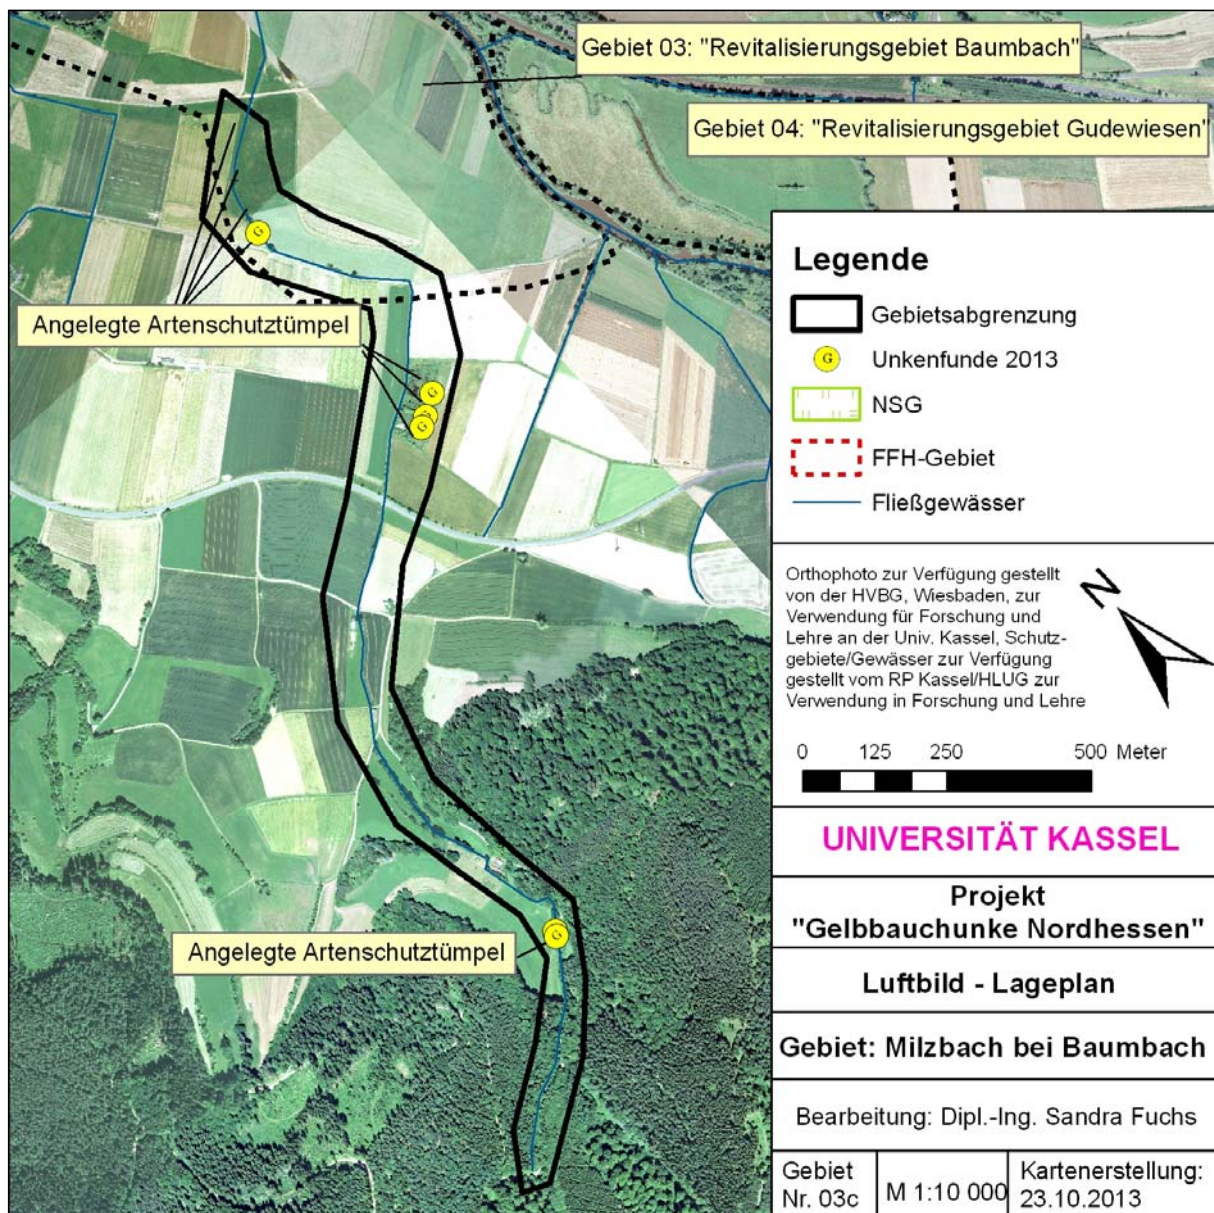 Gebiet 03: "Revitalisierungsgebiet Baumbach"
Gebiet 04: "Revitalisierungsgebiet Gudewiesen"
G
Angelegte Artenschutztümpel
G
G
G
Angelegte Artenschutztümpel
G
Legende
Gebietsabgrenzung
G
Unkenfunde 2013
NSG
FFH-Gebiet
Fließgewässer
Orthophoto zur Verfügung gestellt
von der HVBG, Wiesbaden, zur
Verwendung für Forschung und
Lehre an der Univ. Kassel, Schutz-
gebiete/Gewässer zur Verfügung
gestellt vom RP Kassel/HLUG zur
Verwendung in Forschung und Lehre
N
0 125 250 500 Meter
UNIVERSITÄT KASSEL
Projekt
"Gelbbauchunke Nordhessen"
Luftbild - Lageplan
Gebiet: Milzbach bei Baumbach
Bearbeitung: Dipl.-Ing. Sandra Fuchs
Gebiet
Nr. 03c
M 1:10 000
Kartenerstellung:
23.10.2013